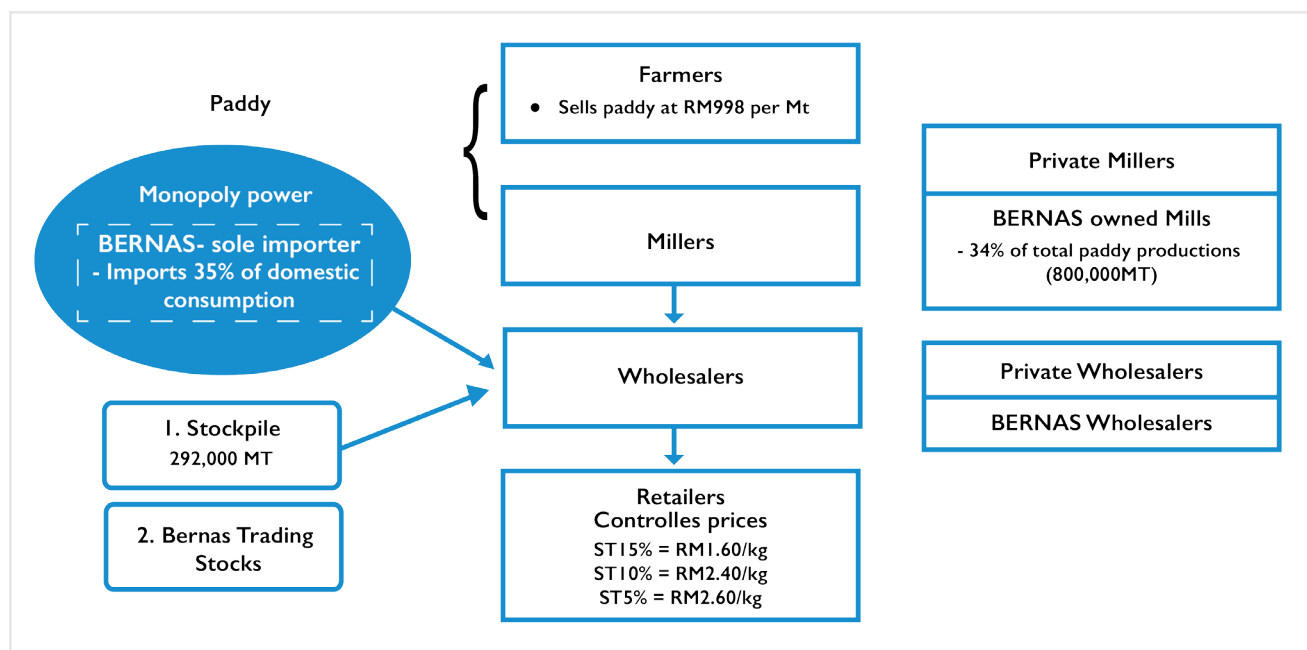 Paddy
Monopoly power
BERNAS- sole importer
- Imports 35% of domestic
consumption
1. Stockpile
292,000 MT
2. Bernas Trading
Stocks
Farmers
● Sells paddy at RM998 per Mt
Millers
Wholesalers
Retailers
Controlles prices
ST15% = RM1.60/kg
ST10% = RM2.40/kg
ST5% = RM2.60/kg
Private Millers
BERNAS owned Mills
- 34% of total paddy productions
(800,000MT)
Private Wholesalers
BERNAS Wholesalers